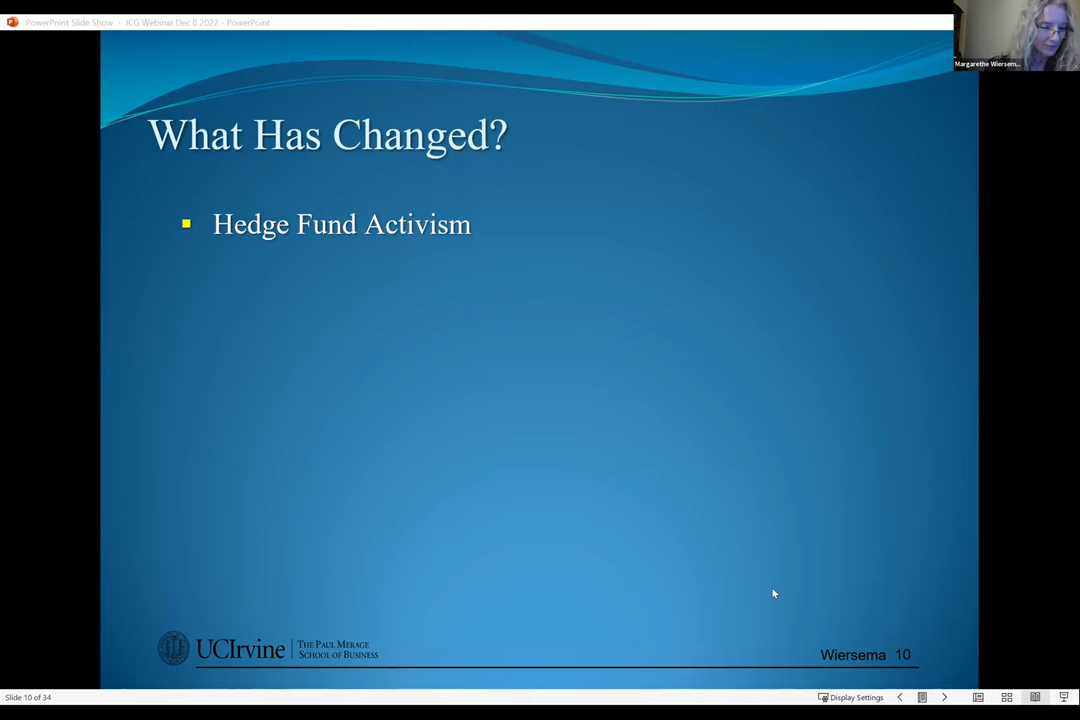 PowerPoint Slide Show - ICG Webinar Dec 8 2022 - PowerPoint
Margarethe Wiersem...
What Has Changed?
Hedge Fund Activism
UCIrvine | The Paul Merage
School of Business
Wiersema 10
Slide 10 of 34
Display Settings